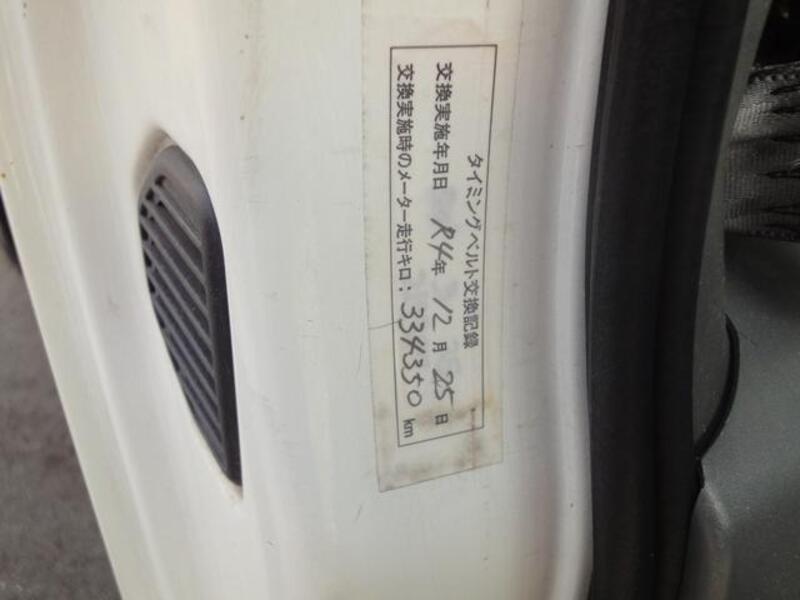 タイミングベルト交換記録
交換実施年月日 R4年 12月 25日
交換実施時のメーター走行キロ: 334350 km